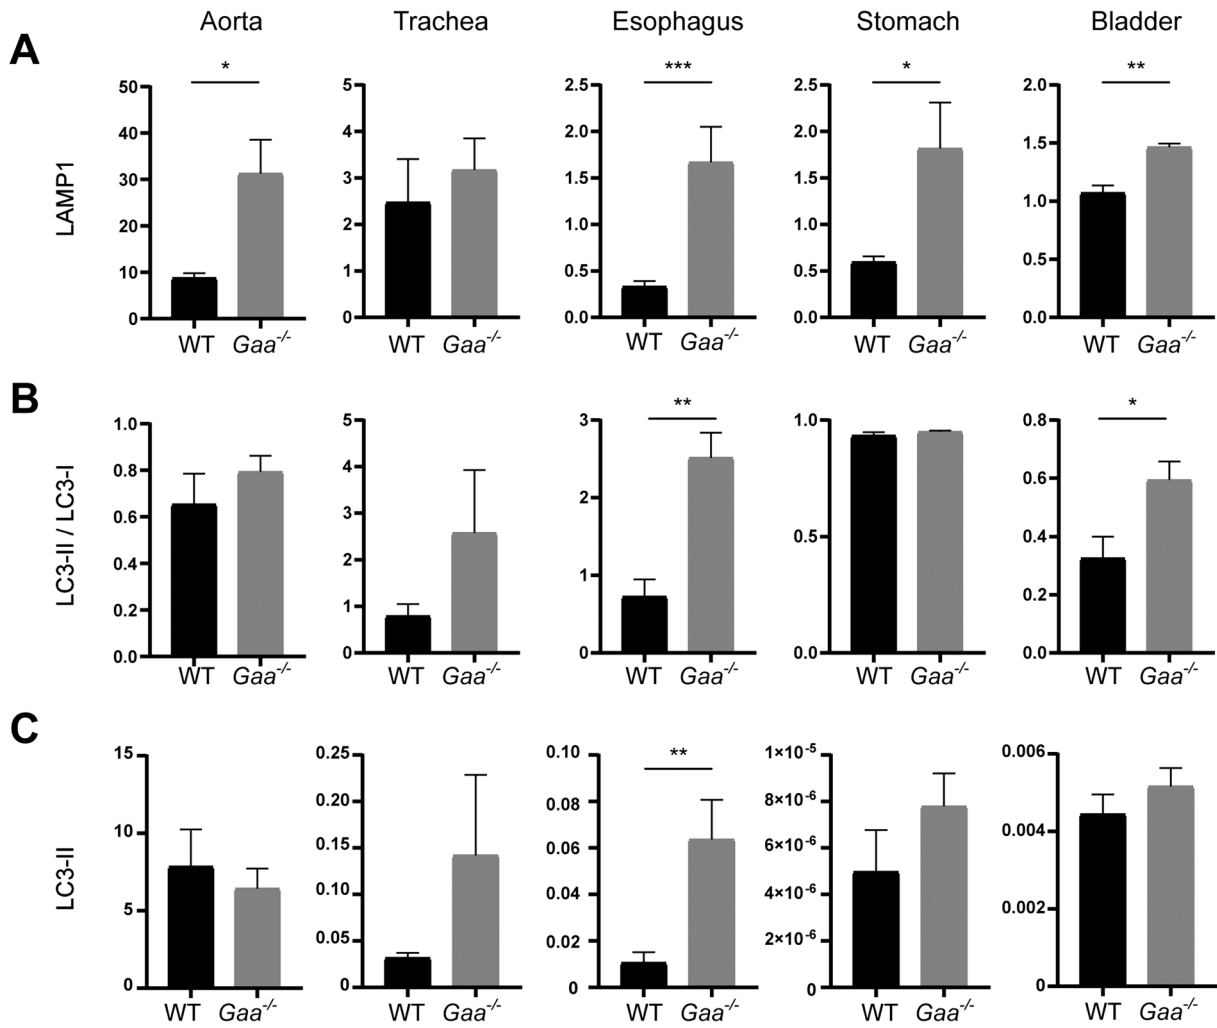 Aorta Trachea Esophagus Stomach Bladder
A
* *** * **
LAMP1
50 40 30 20 10 0
WT Gaa-/-
5 4 3 2 1 0
WT Gaa-/-
2.5 2.0 1.5 1.0 0.5 0.0
WT Gaa-/-
2.5 2.0 1.5 1.0 0.5 0.0
WT Gaa-/-
2.0 1.5 1.0 0.5 0.0
WT Gaa-/-
B
** *
LC3-II / LC3-I
1.0 0.8 0.6 0.4 0.2 0.0
WT Gaa-/-
5 4 3 2 1 0
WT Gaa-/-
3 2 1 0
WT Gaa-/-
1.0 0.5 0.0
WT Gaa-/-
0.8 0.6 0.4 0.2 0.0
WT Gaa-/-
C
**
LC3-II
15 10 5 0
WT Gaa-/-
0.25 0.20 0.15 0.10 0.05 0
WT Gaa-/-
0.10 0.08 0.06 0.04 0.02 0
WT Gaa-/-
1×10-5 8×10-6 6×10-6 4×10-6 2×10-6 0
WT Gaa-/-
0.006 0.004 0.002 0
WT Gaa-/-